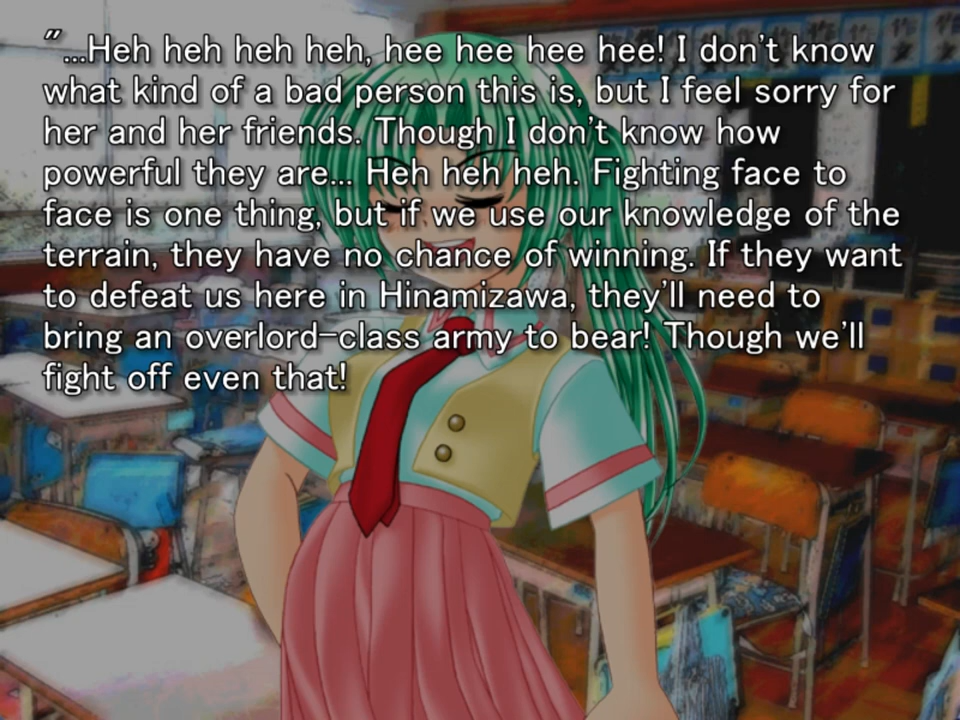 "...Heh heh heh heh, hee hee hee hee! I don't know
what kind of a bad person this is, but I feel sorry for
her and her friends. Though I don't know how
powerful they are... Heh heh heh. Fighting face to
face is one thing, but if we use our knowledge of the
terrain, they have no chance of winning. If they want
to defeat us here in Hinamizawa, they'll need to
bring an overlord-class army to bear! Though we'll
fight off even that!